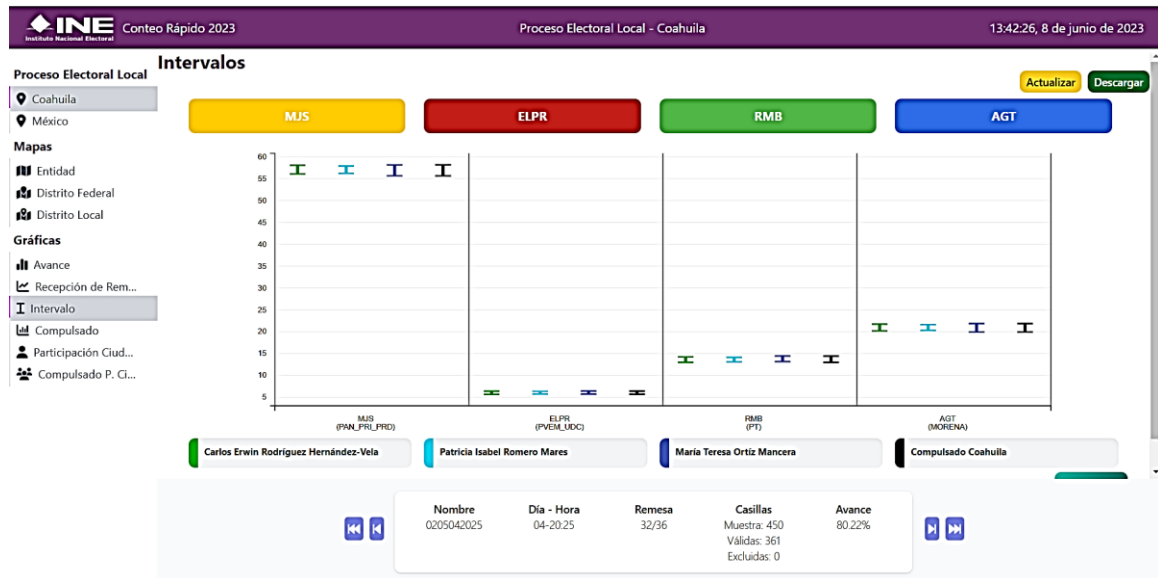 INE
Instituto Nacional Electoral
Conteo Rápido 2023
Proceso Electoral Local - Coahuila
13:42:26, 8 de junio de 2023
Proceso Electoral Local
Coahuila
México
Mapas
Entidad
Distrito Federal
Distrito Local
Gráficas
Avance
Recepción de Rem...
Intervalo
Compulsado
Participación Ciud...
Compulsado P. Ci...
Intervalos
Actualizar
Descargar
MJS
ELPR
RMB
AGT
60
55
50
45
40
35
30
25
20
15
10
5
MJS
(PAN_PRI_PRD)
ELPR
(PVEM_UDC)
RMB
(PT)
AGT
(MORENA)
Carlos Erwin Rodríguez Hernández-Vela
Patricia Isabel Romero Mares
María Teresa Ortíz Mancera
Compulsado Coahuila
Nombre
0205042025
Día - Hora
04-20:25
Remesa
32/36
Casillas
Muestra: 450
Válidas: 361
Excluidas: 0
Avance
80.22%